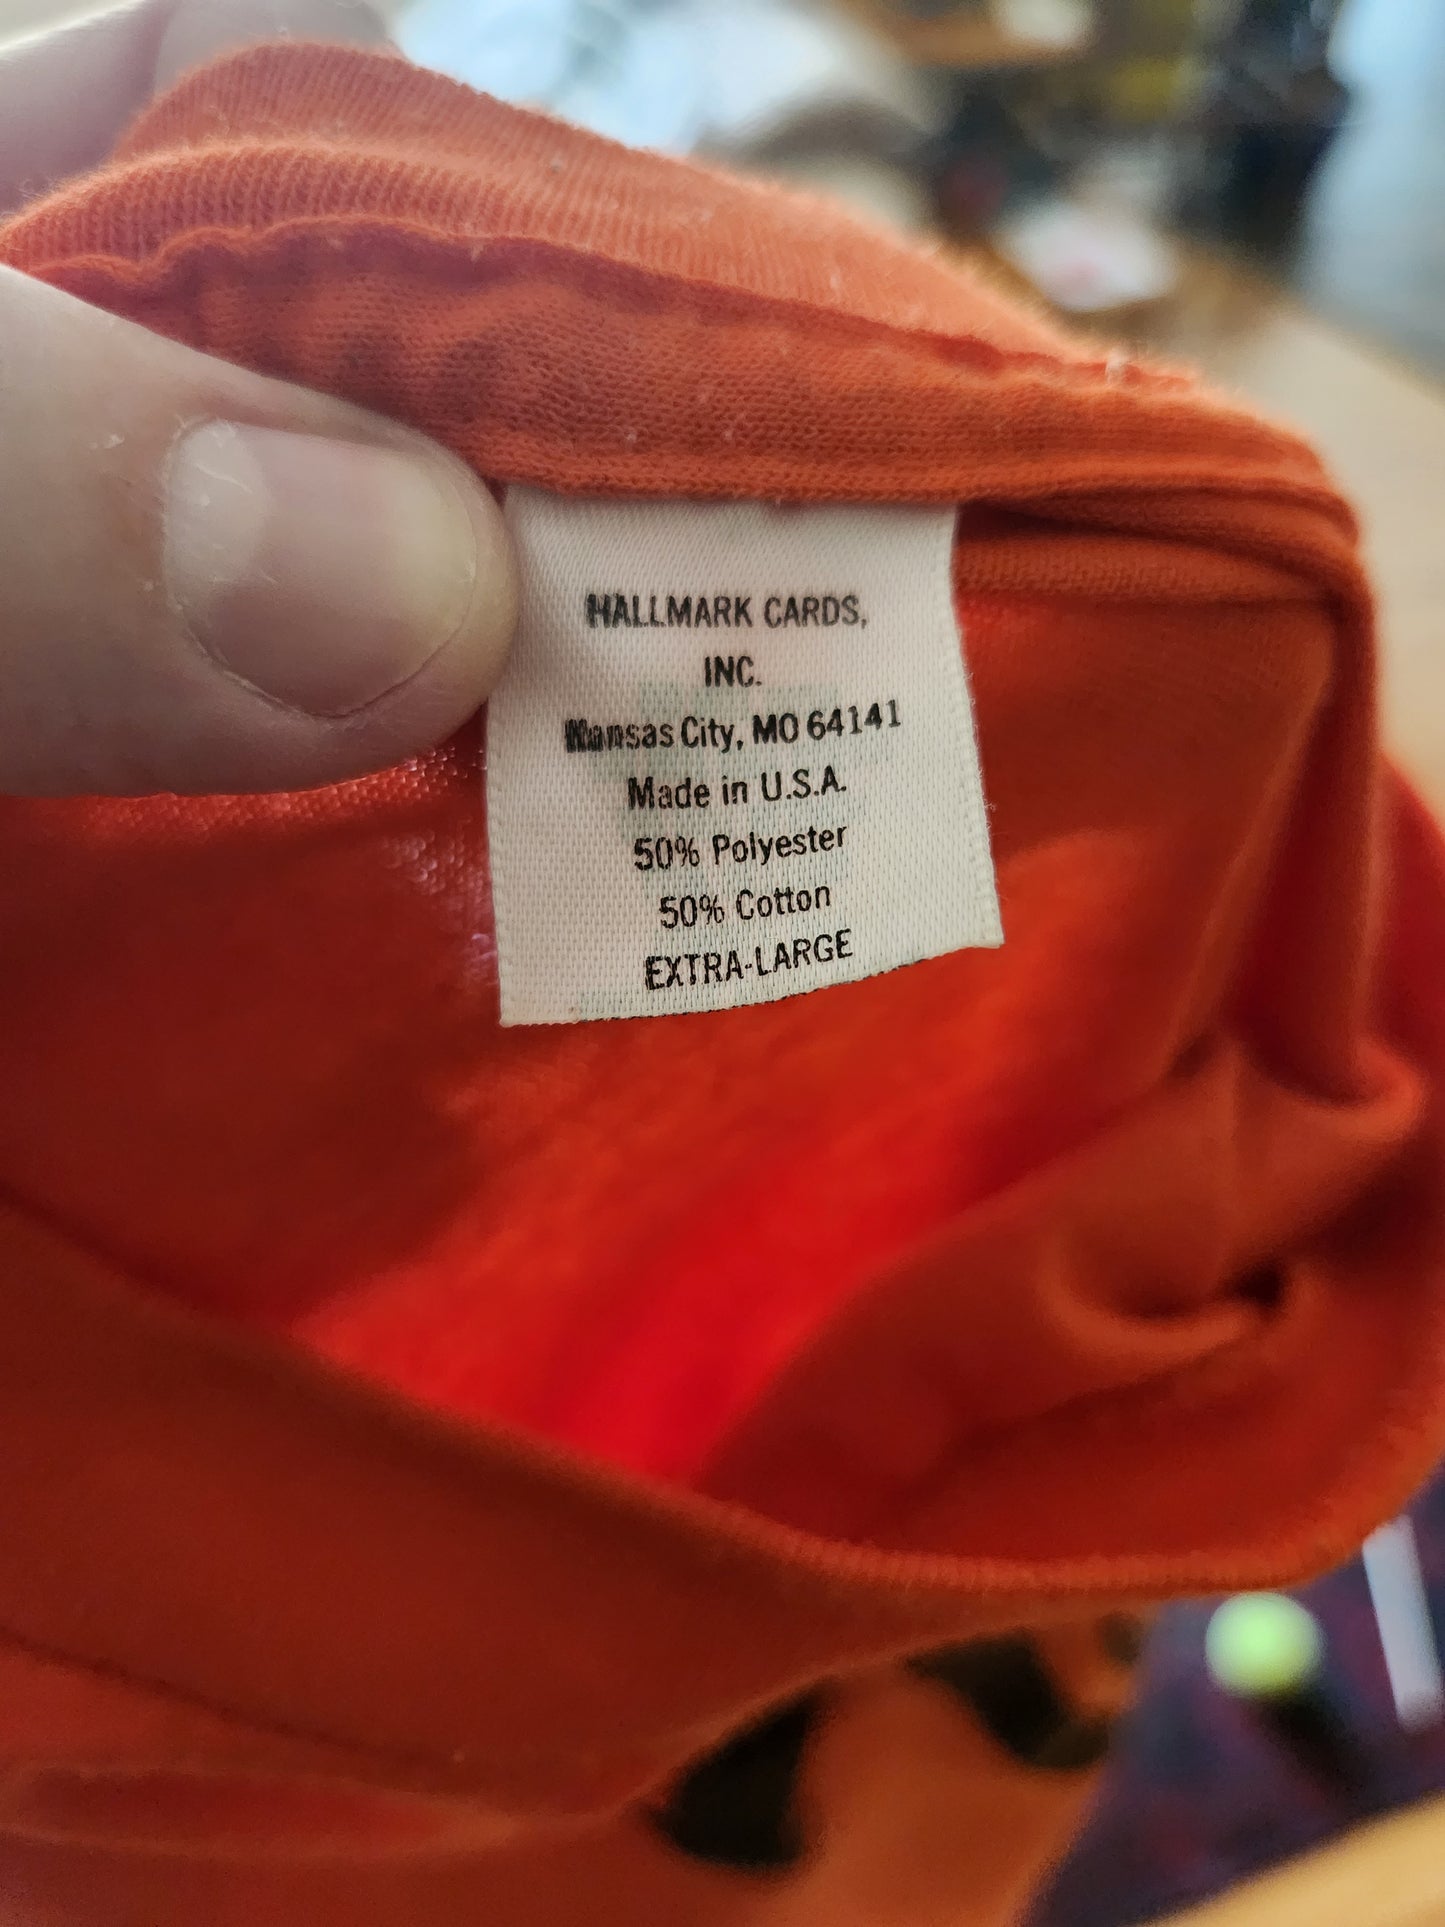 HALLMARK CARDS,
INC.
Kansas City, MO 64141
Made in U.S.A.
50% Polyester
50% Cotton
EXTRA-LARGE